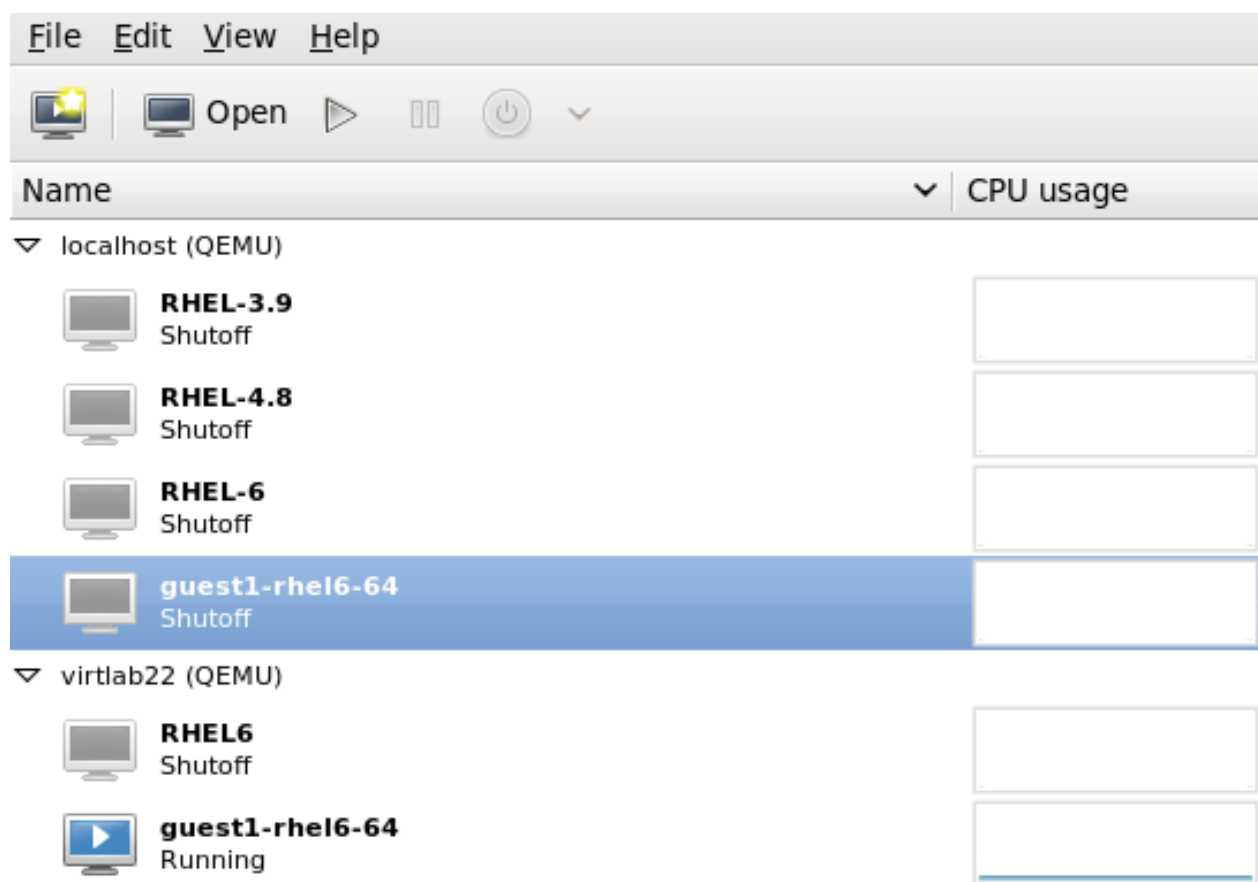 File Edit View Help
Open
Name CPU usage
localhost (QEMU)
RHEL-3.9
Shutoff
RHEL-4.8
Shutoff
RHEL-6
Shutoff
guest1-rhel6-64
Shutoff
virtlab22 (QEMU)
RHEL6
Shutoff
guest1-rhel6-64
Running